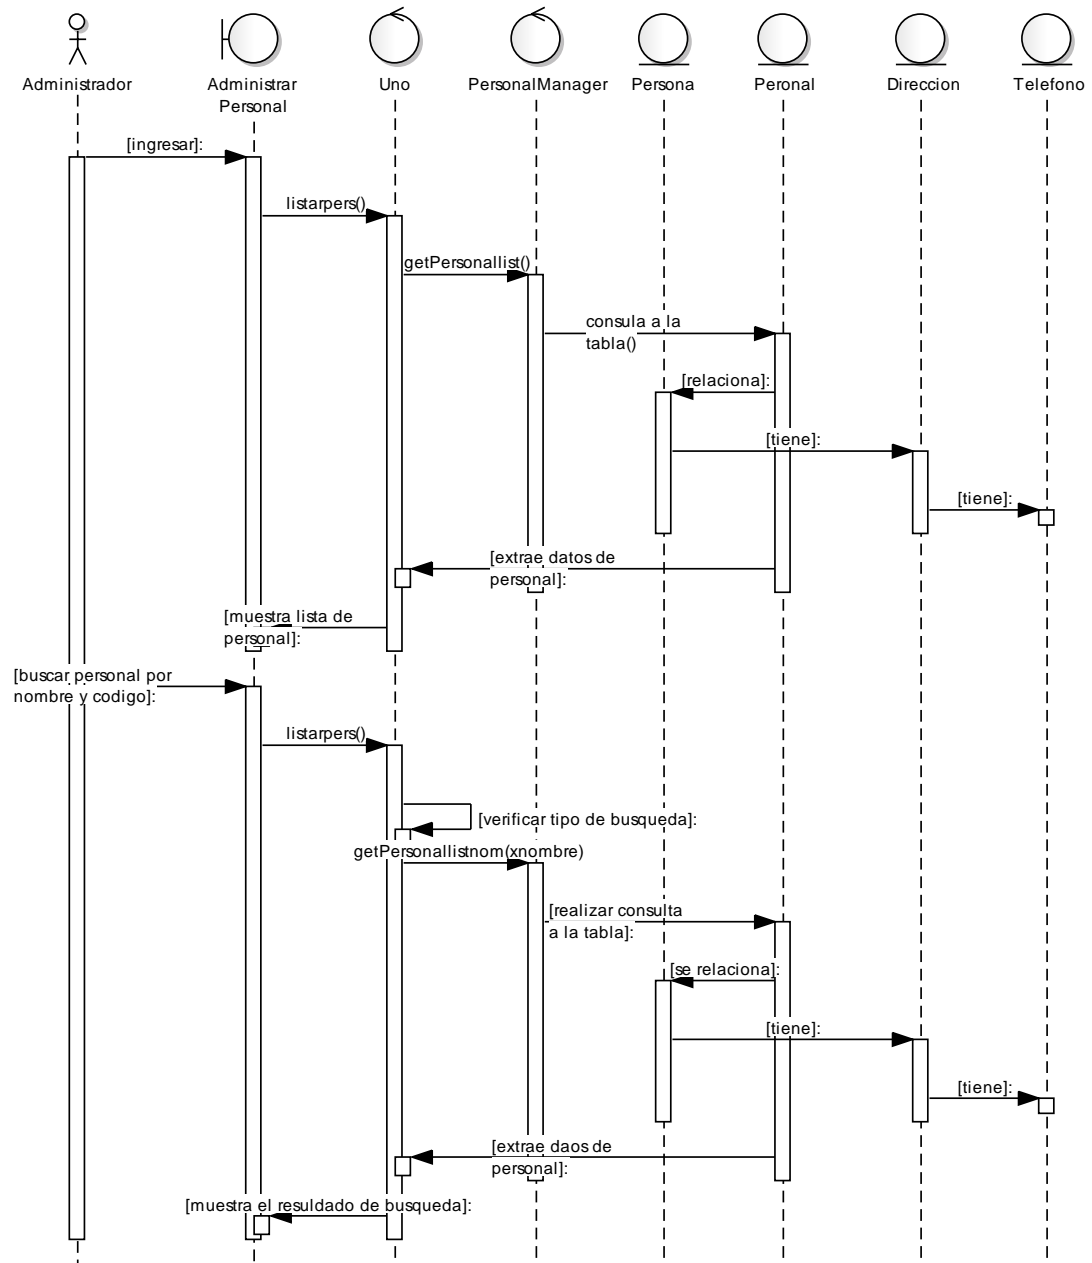 Administrador
Administrar
Personal
Uno
PersonalManager
Persona
Peronal
Direccion
Telefono
[ingresar]:
listarpers()
getPersonallist()
consula a la
tabla()
[relaciona]:
[tiene]:
[tiene]:
[extrae datos de
personal]:
[muestra lista de
personal]:
[buscar personal por
nombre y codigo]:
listarpers()
[verificar tipo de busqueda]:
getPersonallistnom(xnombre)
[realizar consulta
a la tabla]:
[se relaciona]:
[tiene]:
[tiene]:
[extrae daos de
personal]:
[muestra el resuldado de busqueda]: